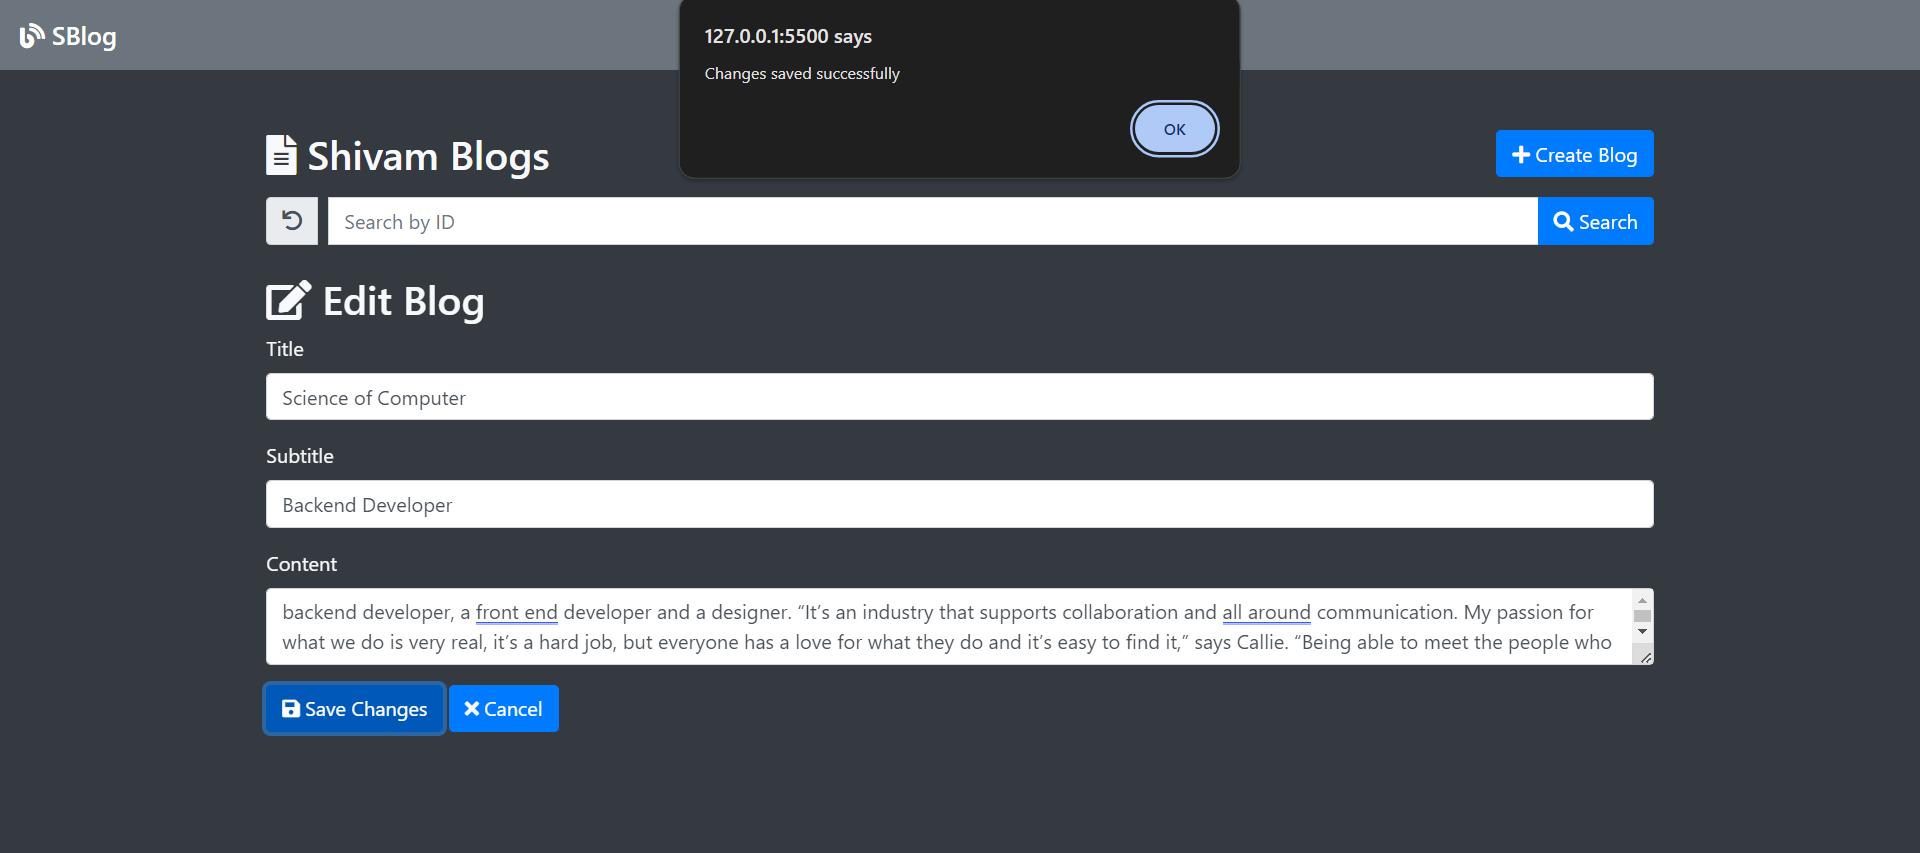 SBlog
127.0.0.1:5500 says
Changes saved successfully
OK
Shivam Blogs
Create Blog
Search by ID
Search
Edit Blog
Title
Science of Computer
Subtitle
Backend Developer
Content
backend developer, a front end developer and a designer. “It’s an industry that supports collaboration and all around communication. My passion for
what we do is very real, it’s a hard job, but everyone has a love for what they do and it’s easy to find it,” says Callie. “Being able to meet the people who
Save Changes
Cancel